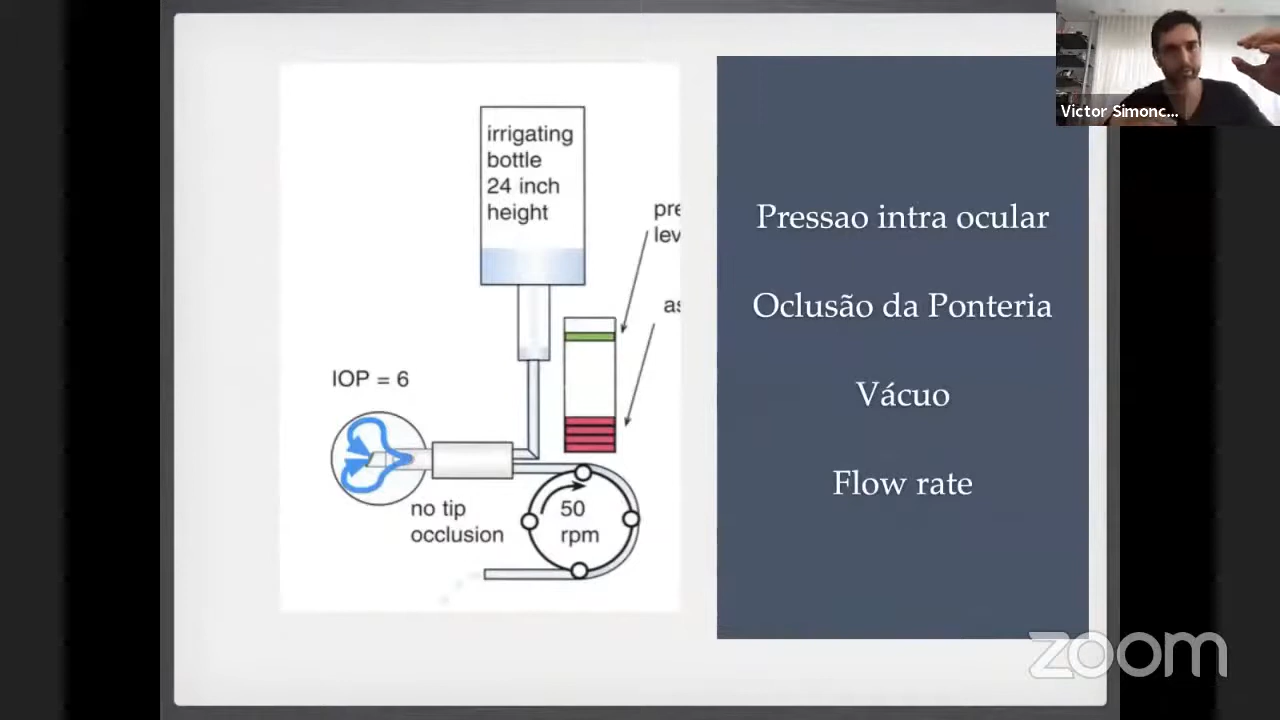 irrigating
bottle
24 inch
height
pre
lev
as
IOP = 6
no tip
occlusion
50
rpm
Pressao intra ocular
Oclusão da Ponteria
Vácuo
Flow rate
Victor Simonc...
zoom